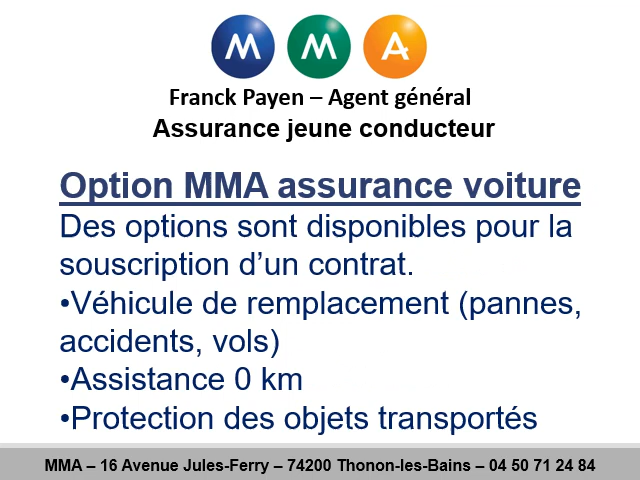 M M A
Franck Payen – Agent général
Assurance jeune conducteur
Option MMA assurance voiture
Des options sont disponibles pour la
souscription d’un contrat.
•Véhicule de remplacement (pannes,
accidents, vols)
•Assistance 0 km
•Protection des objets transportés
MMA – 16 Avenue Jules-Ferry – 74200 Thonon-les-Bains – 04 50 71 24 84